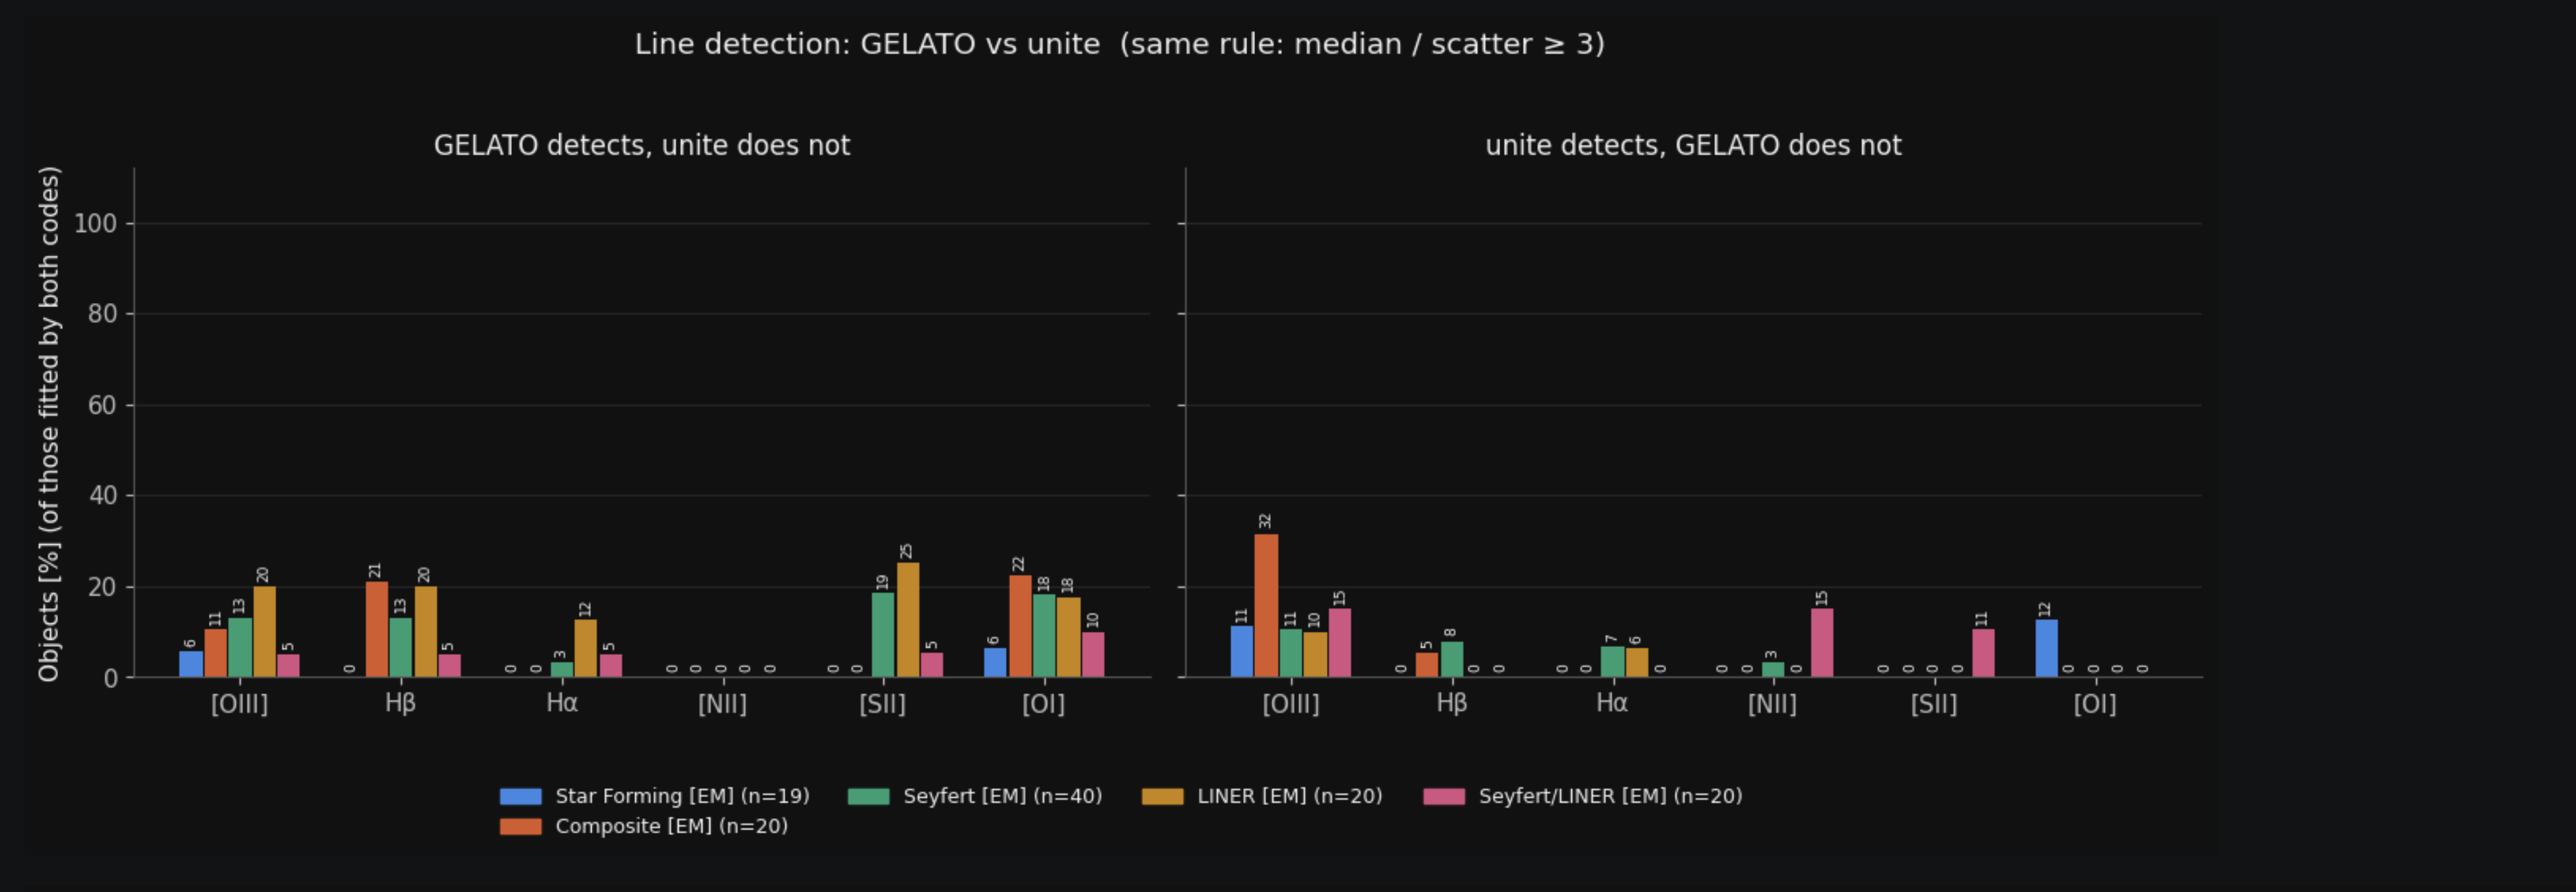 Line detection: GELATO vs unite  (same rule: median / scatter ≥ 3)
GELATO detects, unite does not
unite detects, GELATO does not
Objects [%] (of those fitted by both codes)
100
80
60
40
20
0
6 11 13 20 5
0 21 13 20 5
0 0 3 12 5
0 0 0 0 0
0 0 19 25 5
6 22 18 18 10
[OIII] Hβ Hα [NII] [SII] [OI]
11 32 11 10 15
0 5 8 0 0
0 0 7 6 0
0 0 3 0 15
0 0 0 0 11
12 0 0 0 0
[OIII] Hβ Hα [NII] [SII] [OI]
Star Forming [EM] (n=19) Seyfert [EM] (n=40) LINER [EM] (n=20) Seyfert/LINER [EM] (n=20)
Composite [EM] (n=20)